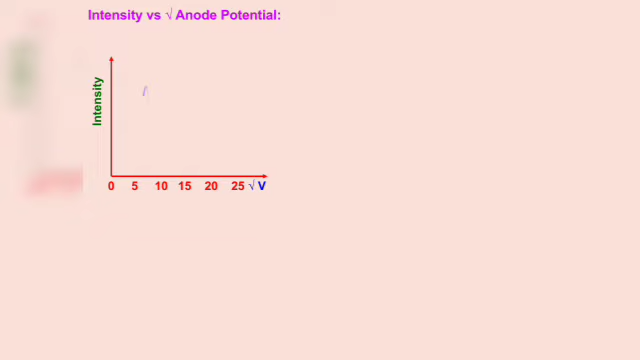 Intensity vs √ Anode Potential:
Intensity
0 5 10 15 20 25 √ V